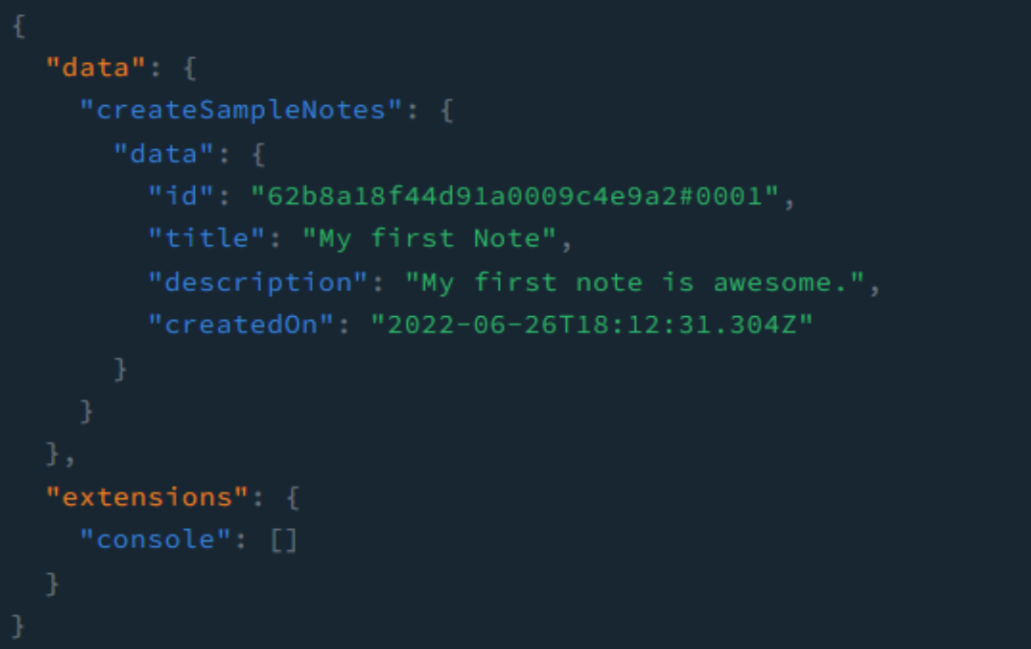 {
  "data": {
    "createSampleNotes": {
      "data": {
        "id": "62b8a18f44d91a0009c4e9a2#0001",
        "title": "My first Note",
        "description": "My first note is awesome.",
        "createdOn": "2022-06-26T18:12:31.304Z"
      }
    }
  },
  "extensions": {
    "console": []
  }
}